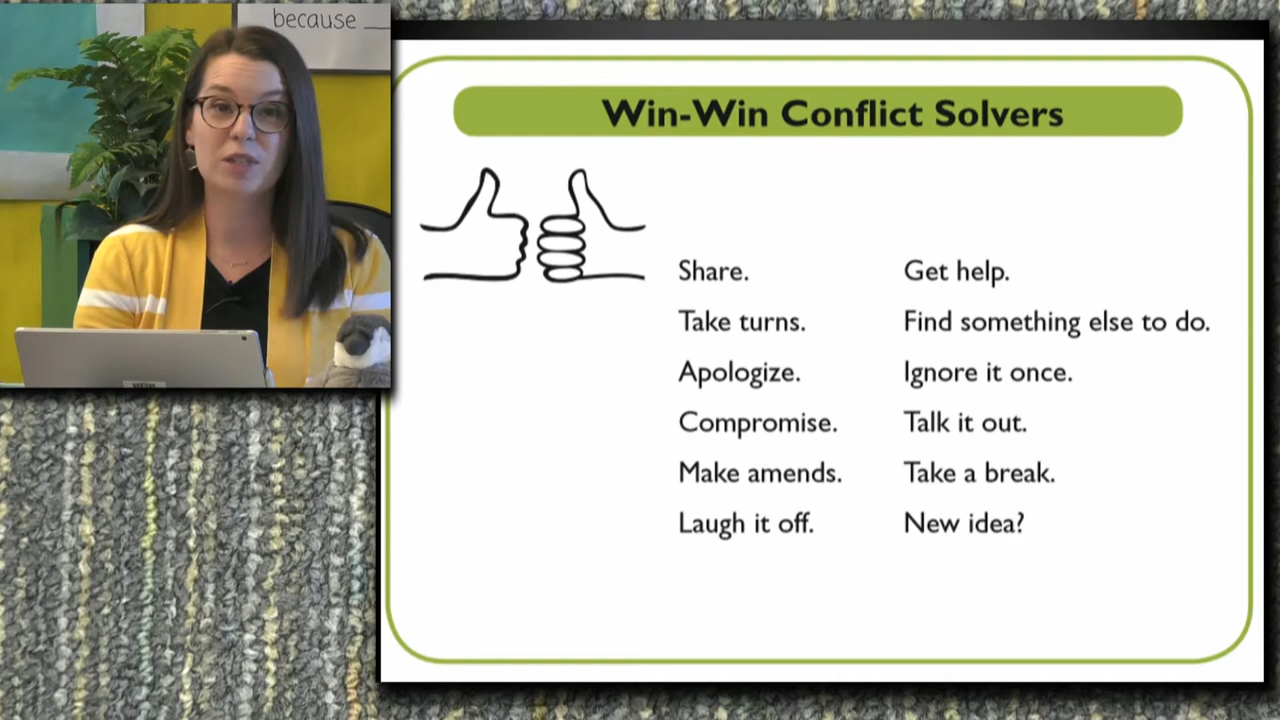 because
Win-Win Conflict Solvers
Share.
Take turns.
Apologize.
Compromise.
Make amends.
Laugh it off.
Get help.
Find something else to do.
Ignore it once.
Talk it out.
Take a break.
New idea?